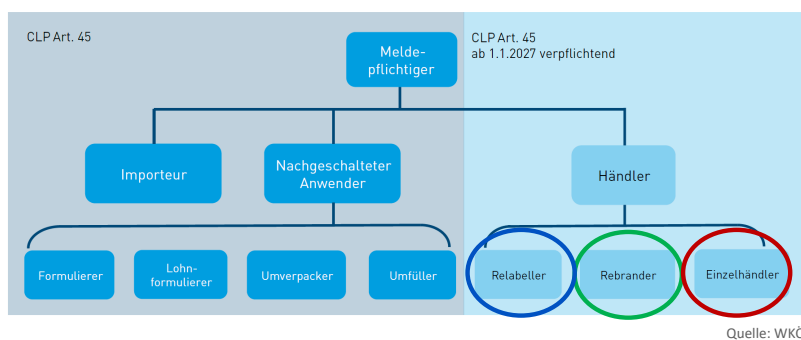 CLP Art. 45
CLP Art. 45
ab 1.1.2027 verpflichtend
Melde-
pflichtiger
Importeur
Nachgeschalteter
Anwender
Händler
Formulierer
Lohn-
formulierer
Umverpacker
Umfüller
Relabeller
Rebrander
Einzelhändler
Quelle: WKÖ